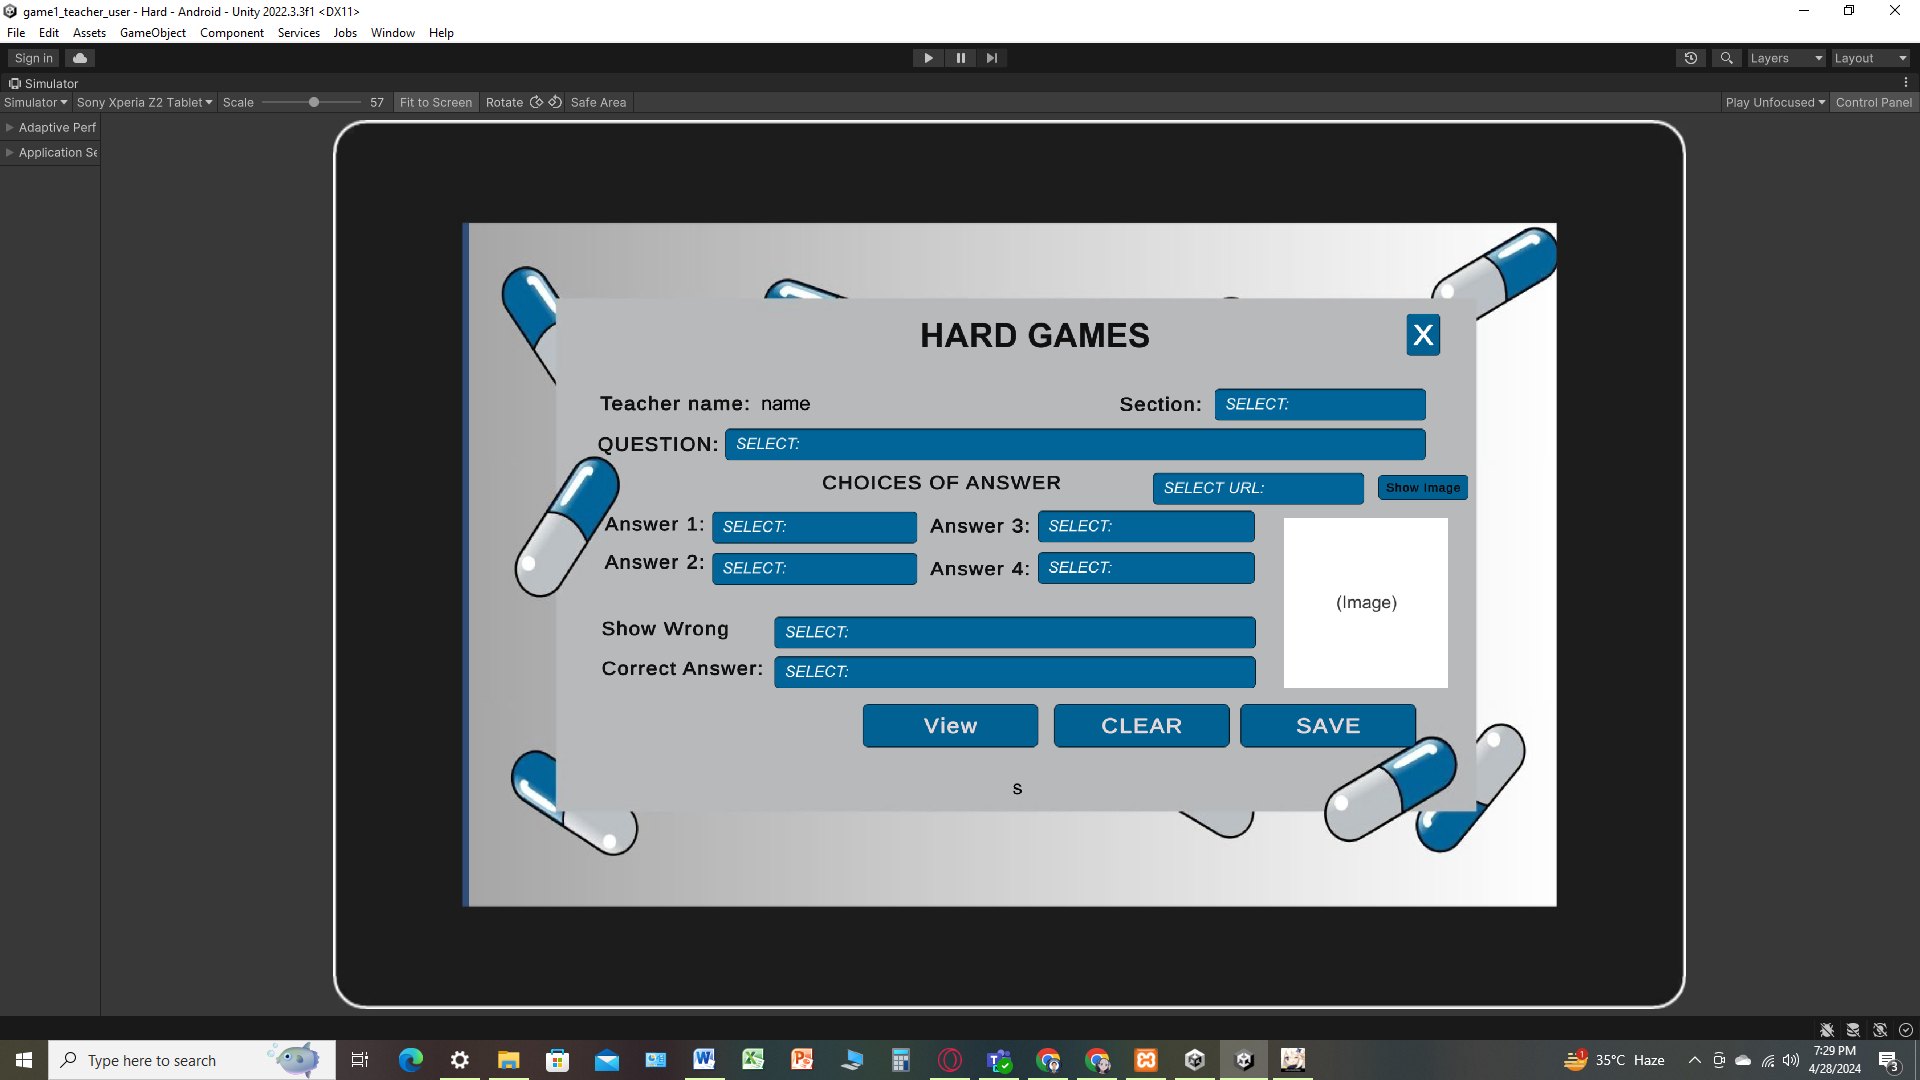 game1_teacher_user - Hard - Android - Unity 2022.3.3f1 <DX11>
File Edit Assets GameObject Component Services Jobs Window Help
Sign in Layers Layout
Simulator
Simulator Sony Xperia Z2 Tablet Scale 57 Fit to Screen Rotate Safe Area Play Unfocused Control Panel
Adaptive Perf
Application Se
HARD GAMES X
Teacher name: name Section: SELECT:
QUESTION: SELECT:
CHOICES OF ANSWER SELECT URL: Show Image
Answer 1: SELECT: Answer 3: SELECT:
Answer 2: SELECT: Answer 4: SELECT:
(Image)
Show Wrong SELECT:
Correct Answer: SELECT:
View CLEAR SAVE
s
Type here to search 35°C Haze 7:29 PM
4/28/2024 3